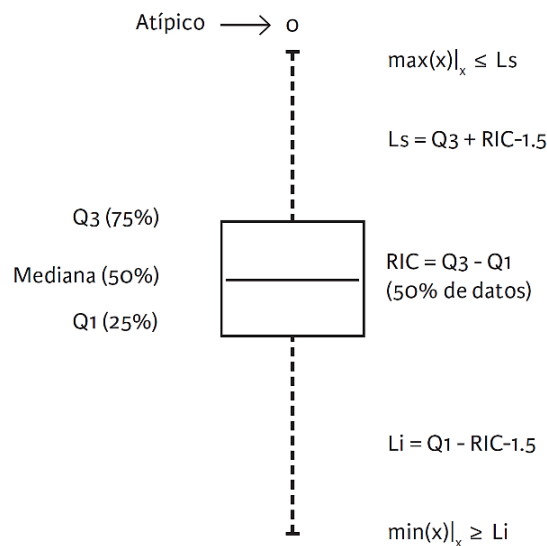 Atípico
o
max(x)|x ≤ Ls
Ls = Q3 + RIC-1.5
Q3 (75%)
Mediana (50%)
Q1 (25%)
RIC = Q3 - Q1
(50% de datos)
Li = Q1 - RIC-1.5
min(x)|x ≥ Li